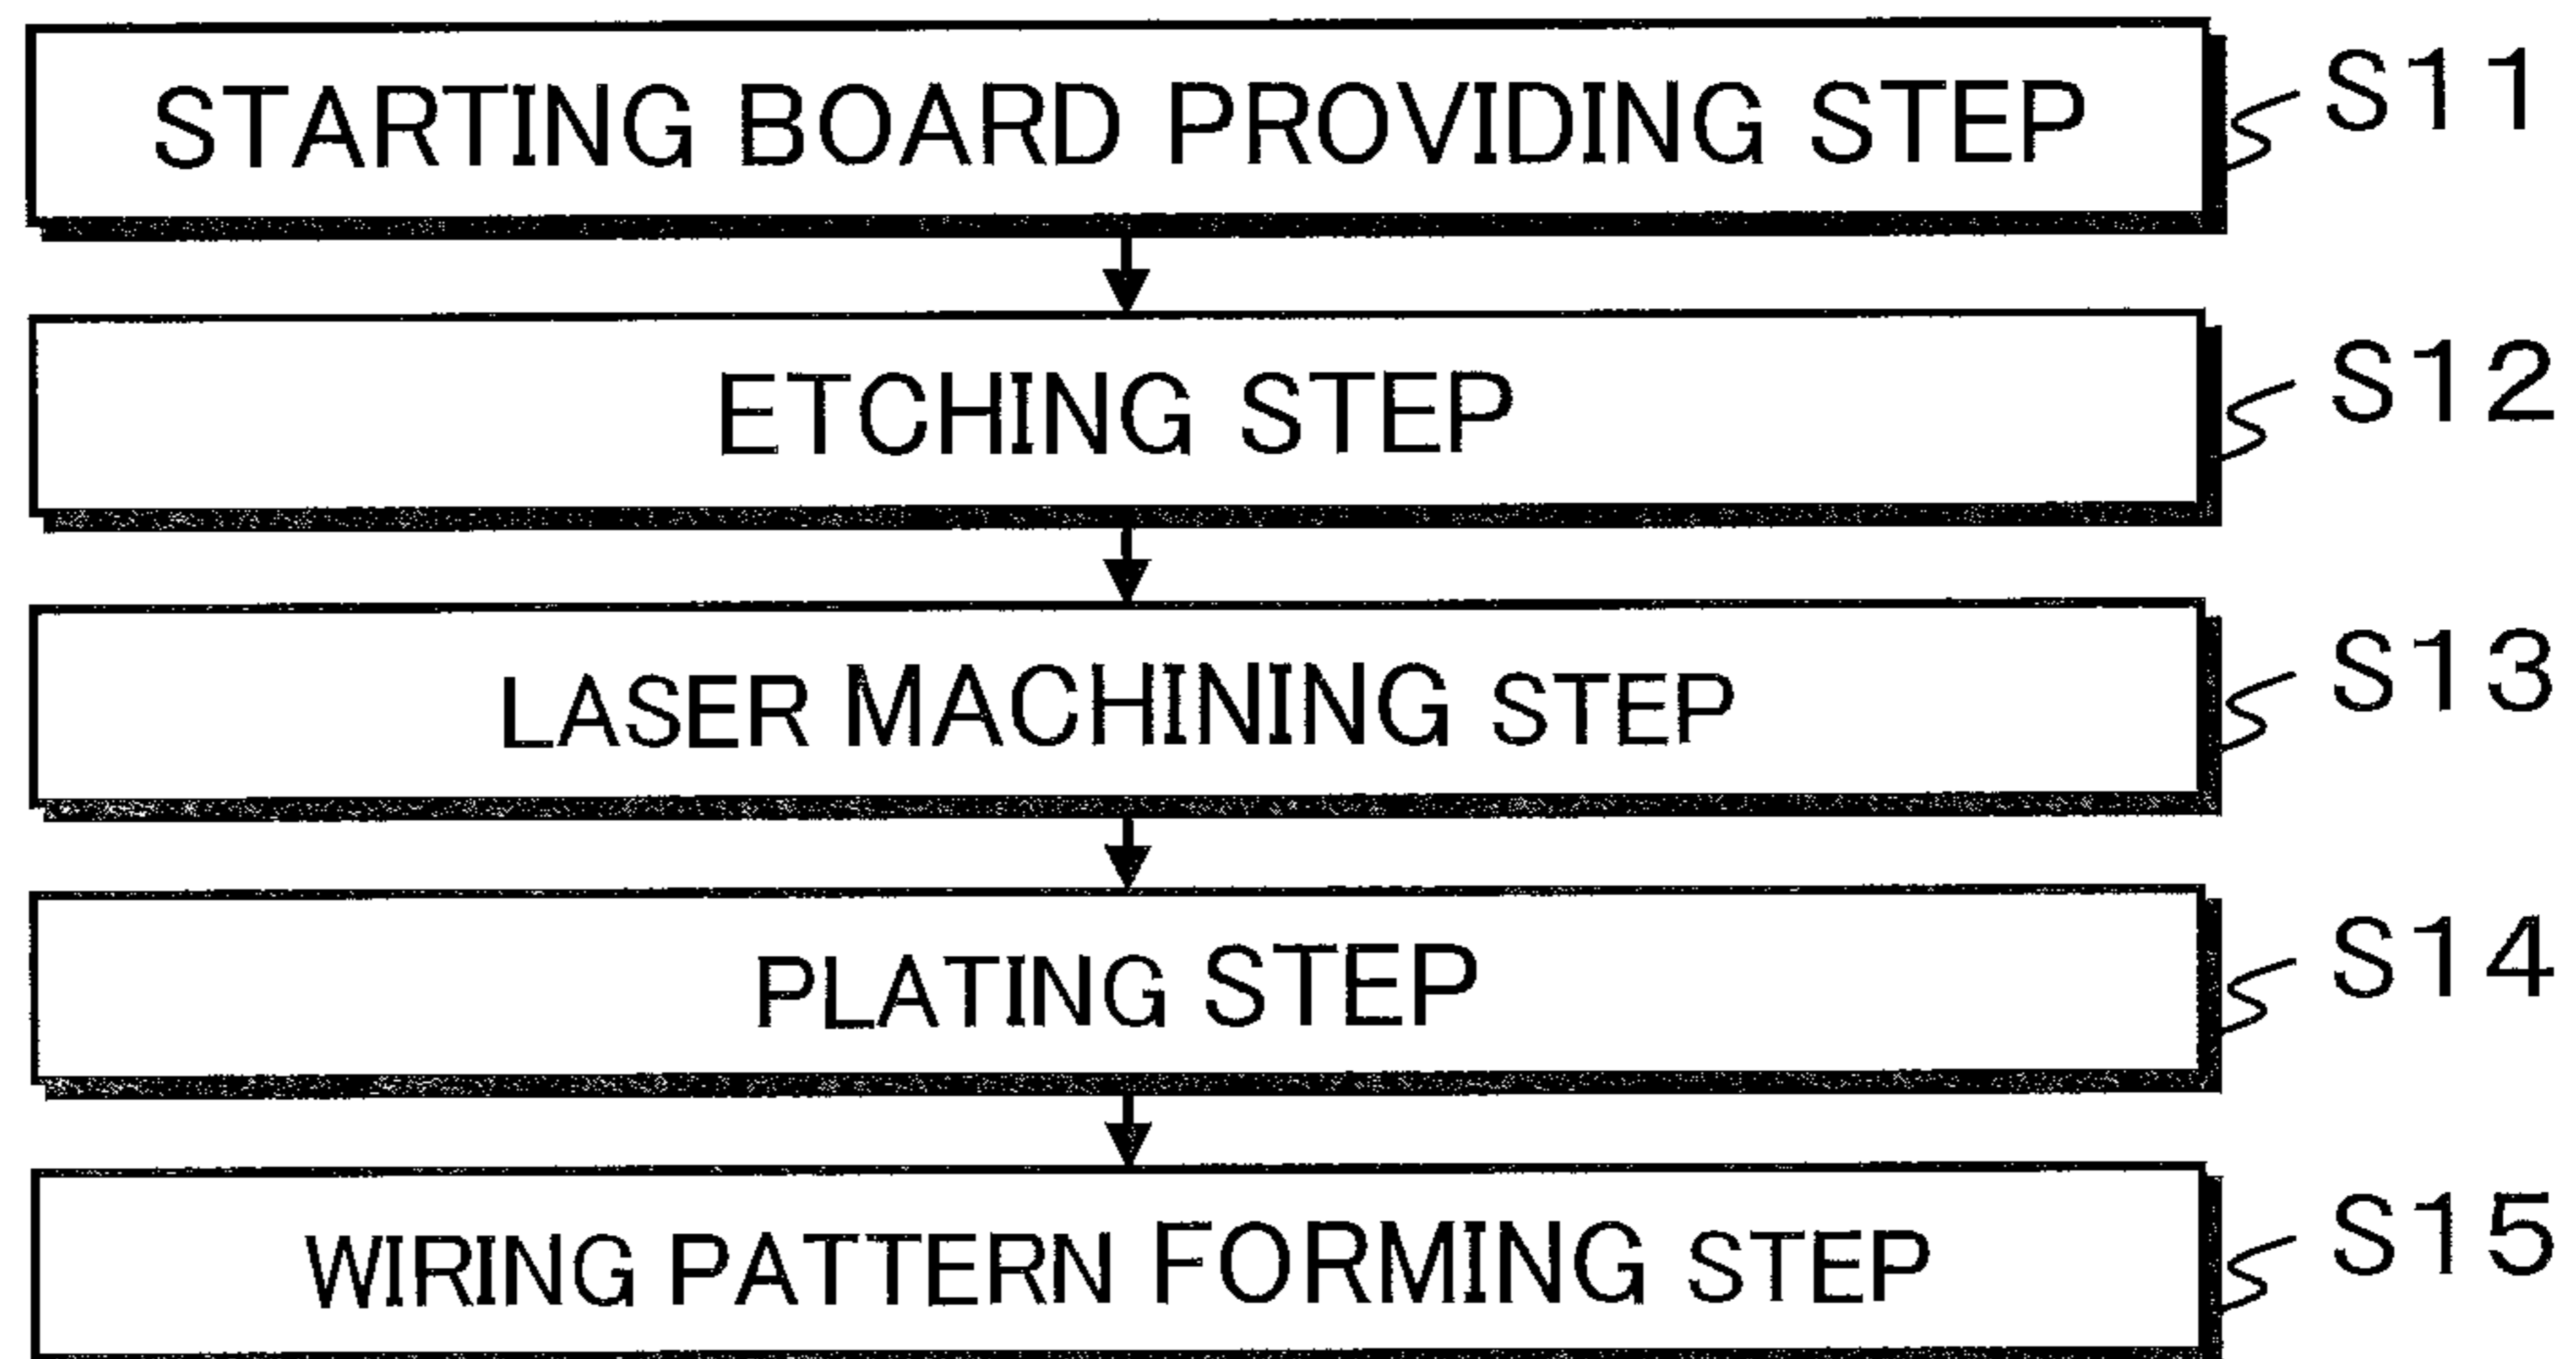 STARTING BOARD PROVIDING STEP S11
ETCHING STEP S12
LASER MACHINING STEP S13
PLATING STEP S14
WIRING PATTERN FORMING STEP S15